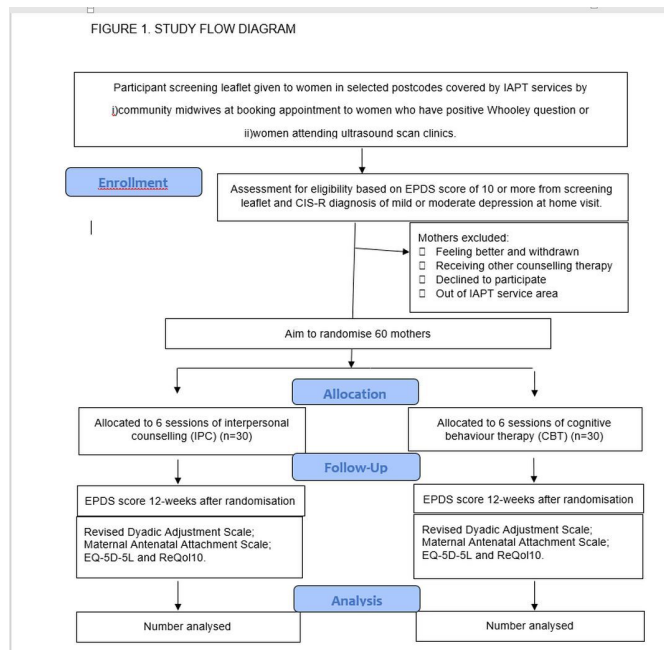 FIGURE 1. STUDY FLOW DIAGRAM
Participant screening leaflet given to women in selected postcodes covered by IAPT services by
i)community midwives at booking appointment to women who have positive Whooley question or
ii)women attending ultrasound scan clinics.
Enrollment
Assessment for eligibility based on EPDS score of 10 or more from screening
leaflet and CIS-R diagnosis of mild or moderate depression at home visit.
Mothers excluded:
Feeling better and withdrawn
Receiving other counselling therapy
Declined to participate
Out of IAPT service area
Aim to randomise 60 mothers
Allocation
Allocated to 6 sessions of interpersonal
counselling (IPC) (n=30)
Allocated to 6 sessions of cognitive
behaviour therapy (CBT) (n=30)
Follow-Up
EPDS score 12-weeks after randomisation
Revised Dyadic Adjustment Scale;
Maternal Antenatal Attachment Scale;
EQ-5D-5L and ReQol10.
EPDS score 12-weeks after randomisation
Revised Dyadic Adjustment Scale;
Maternal Antenatal Attachment Scale;
EQ-5D-5L and ReQol10.
Analysis
Number analysed
Number analysed